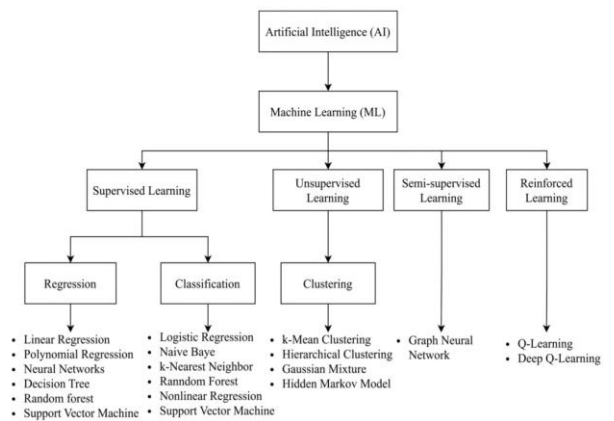 Artificial Intelligence (AI)
Machine Learning (ML)
Supervised Learning
Unsupervised
Learning
Semi-supervised
Learning
Reinforced
Learning
Regression
Classification
Clustering
• Linear Regression
• Polynomial Regression
• Neural Networks
• Decision Tree
• Random forest
• Support Vector Machine
• Logistic Regression
• Naive Baye
• k-Nearest Neighbor
• Ranndom Forest
• Nonlinear Regression
• Support Vector Machine
• k-Mean Clustering
• Hierarchical Clustering
• Gaussian Mixture
• Hidden Markov Model
• Graph Neural
Network
• Q-Learning
• Deep Q-Learning